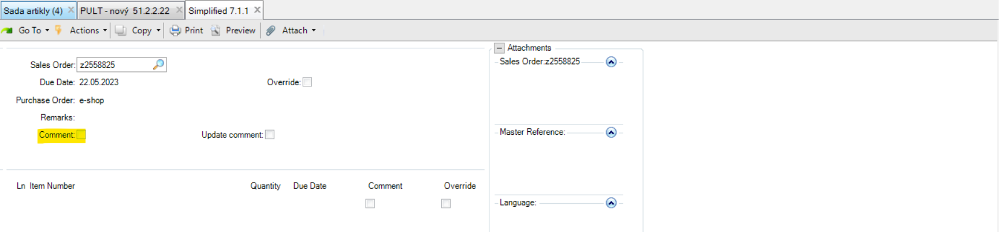 Sada artikly (4) PULT - nový 51.2.2.22 Simplified 7.1.1
Go To Actions Copy Print Preview Attach
Attachments
Sales Order: z2558825
Sales Order:z2558825
Due Date: 22.05.2023 Override:
Purchase Order: e-shop
Remarks:
Master Reference:
Comment: Update comment:
Ln Item Number Quantity Due Date Comment Override
Language: